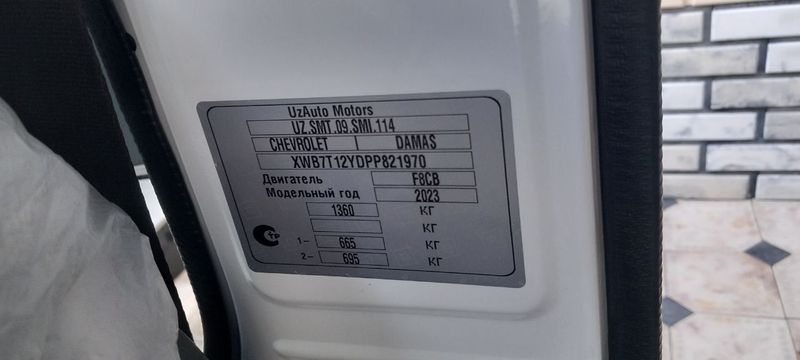 UzAuto Motors
UZ.SMT.09.SMI.114
CHEVROLET DAMAS
XWB7T12YDPP821970
Двигатель F8CB
Модельный год 2023
1360 КГ
КГ
1– 665 КГ
2– 695 КГ
СТР